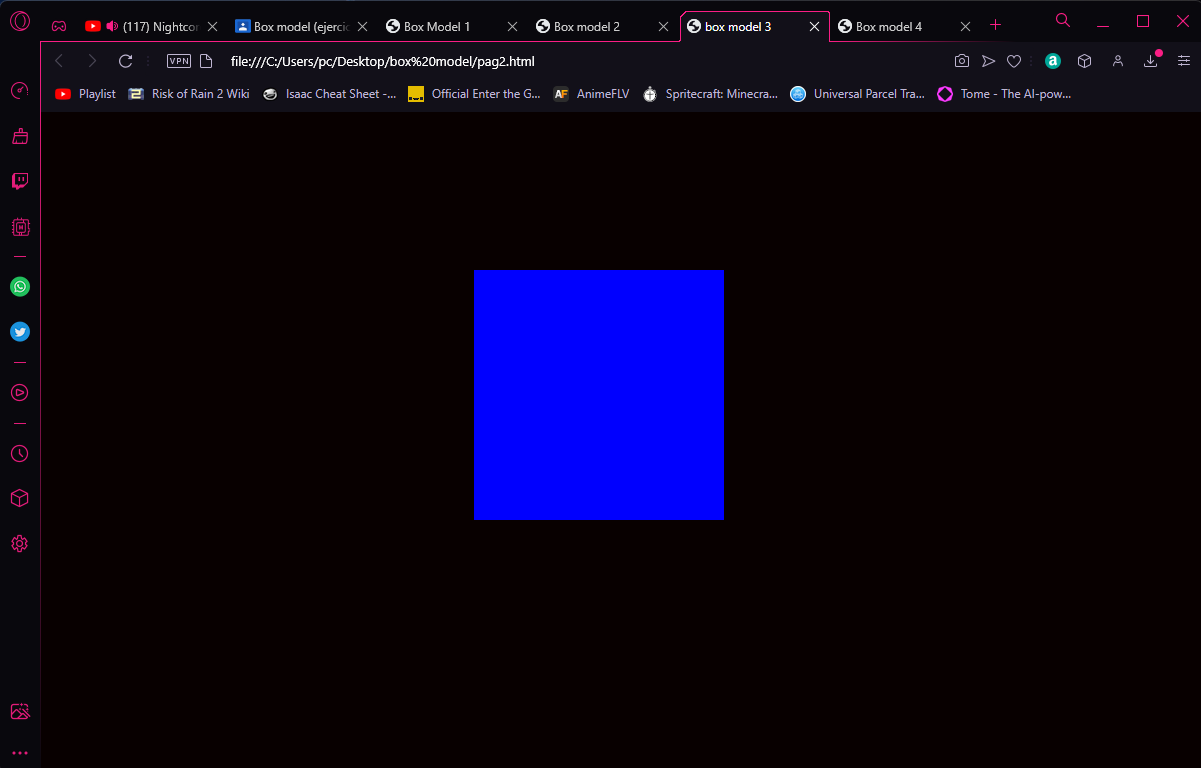 (117) Nightcor
Box model (ejercic
Box Model 1
Box model 2
box model 3
Box model 4
VPN
file:///C:/Users/pc/Desktop/box%20model/pag2.html
a
Playlist
Risk of Rain 2 Wiki
Isaac Cheat Sheet -...
Official Enter the G...
AF
AnimeFLV
Spritecraft: Minecra...
Universal Parcel Tra...
Tome - The AI-pow...